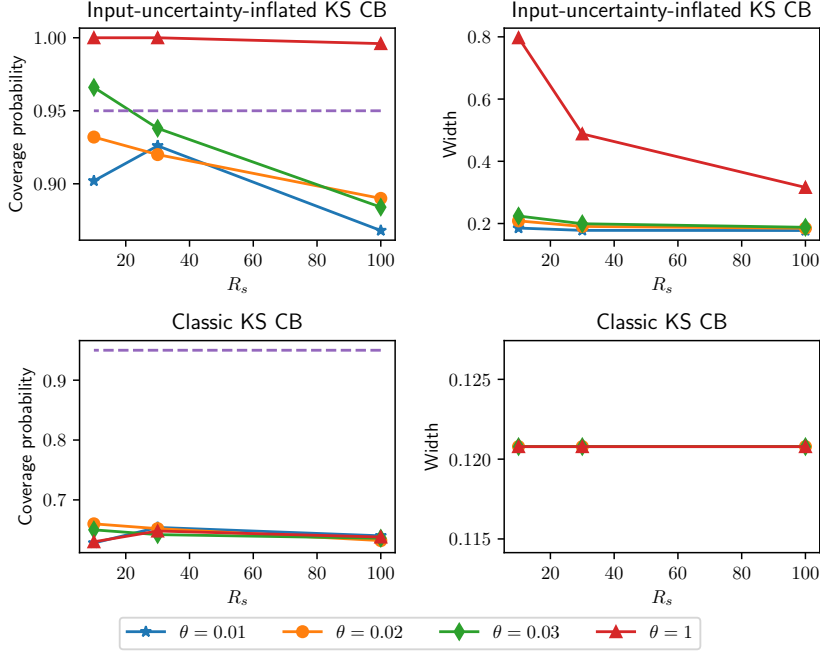 Input-uncertainty-inflated KS CB
Coverage probability
1.00
0.95
0.90
20 40 60 80 100
R_s
Input-uncertainty-inflated KS CB
Width
0.8
0.6
0.4
0.2
20 40 60 80 100
R_s
Classic KS CB
Coverage probability
0.9
0.8
0.7
20 40 60 80 100
R_s
Classic KS CB
Width
0.125
0.120
0.115
20 40 60 80 100
R_s
θ = 0.01 θ = 0.02 θ = 0.03 θ = 1